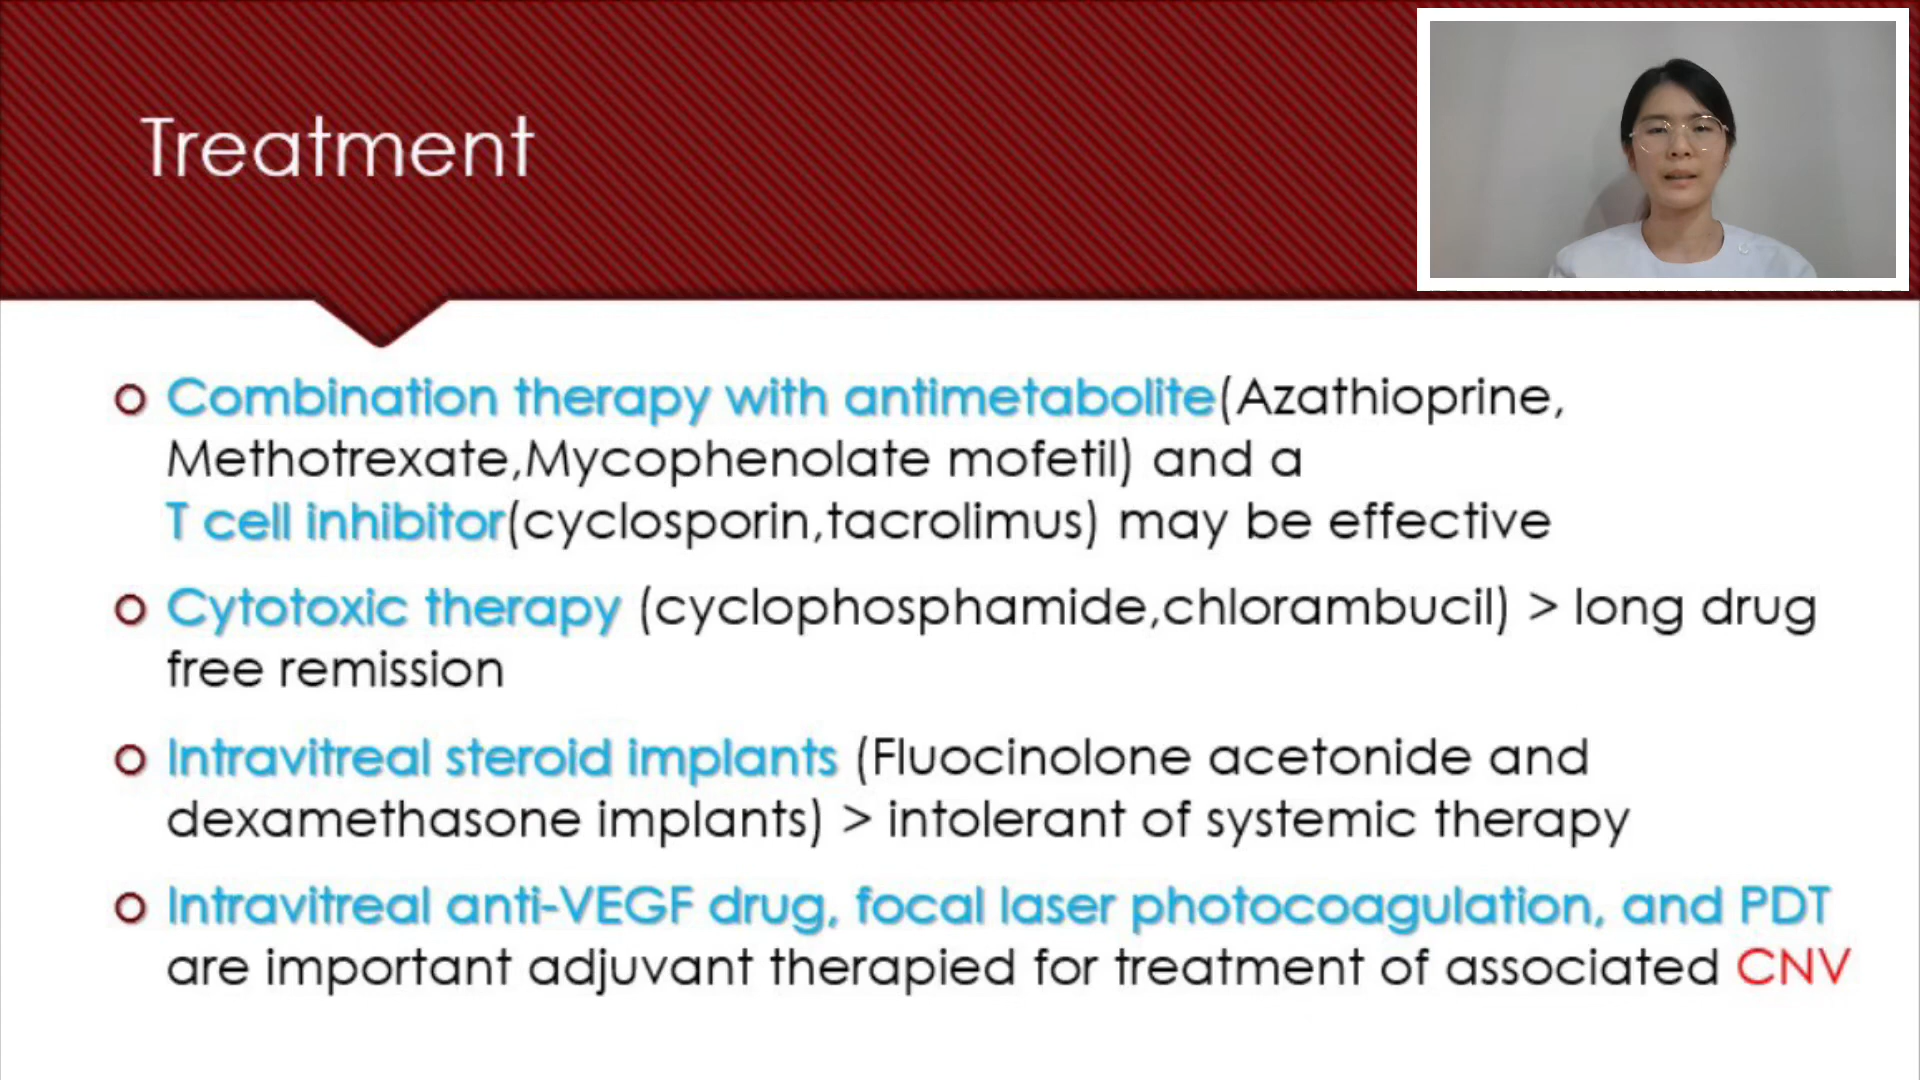 Treatment
Combination therapy with antimetabolite(Azathioprine,
Methotrexate,Mycophenolate mofetil) and a
T cell inhibitor(cyclosporin,tacrolimus) may be effective
Cytotoxic therapy (cyclophosphamide,chlorambucil) > long drug
free remission
Intravitreal steroid implants (Fluocinolone acetonide and
dexamethasone implants) > intolerant of systemic therapy
Intravitreal anti-VEGF drug, focal laser photocoagulation, and PDT
are important adjuvant therapied for treatment of associated CNV